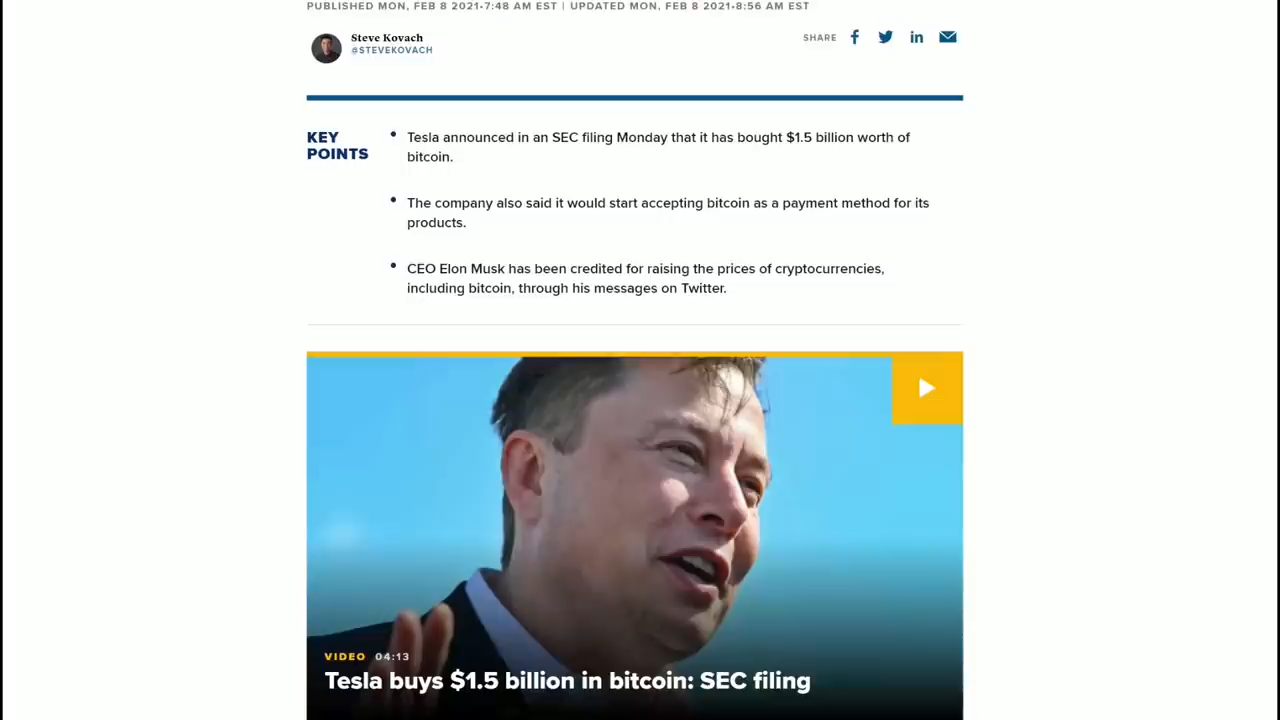 PUBLISHED MON, FEB 8 2021•7:48 AM EST | UPDATED MON, FEB 8 2021•8:56 AM EST
Steve Kovach
@STEVEKOVACH
SHARE
KEY
POINTS
• Tesla announced in an SEC filing Monday that it has bought $1.5 billion worth of
bitcoin.
• The company also said it would start accepting bitcoin as a payment method for its
products.
• CEO Elon Musk has been credited for raising the prices of cryptocurrencies,
including bitcoin, through his messages on Twitter.
VIDEO 04:13
Tesla buys $1.5 billion in bitcoin: SEC filing